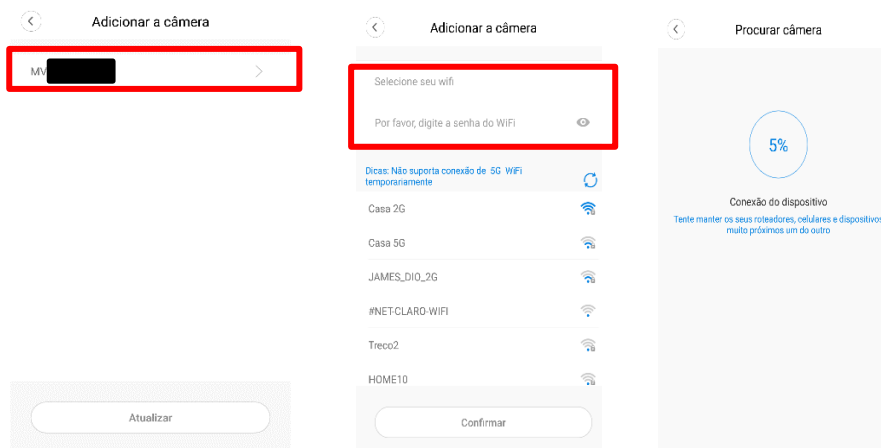 Adicionar a câmera
MV
Atualizar
Adicionar a câmera
Selecione seu wifi
Por favor, digite a senha do WiFi
Dicas: Não suporta conexão de 5G WiFi
temporariamente
Casa 2G
Casa 5G
JAMES_DIO_2G
#NET-CLARO-WIFI
Treco2
HOME10
Confirmar
Procurar câmera
5%
Conexão do dispositivo
Tente manter os seus roteadores, celulares e dispositivos
muito próximos um do outro